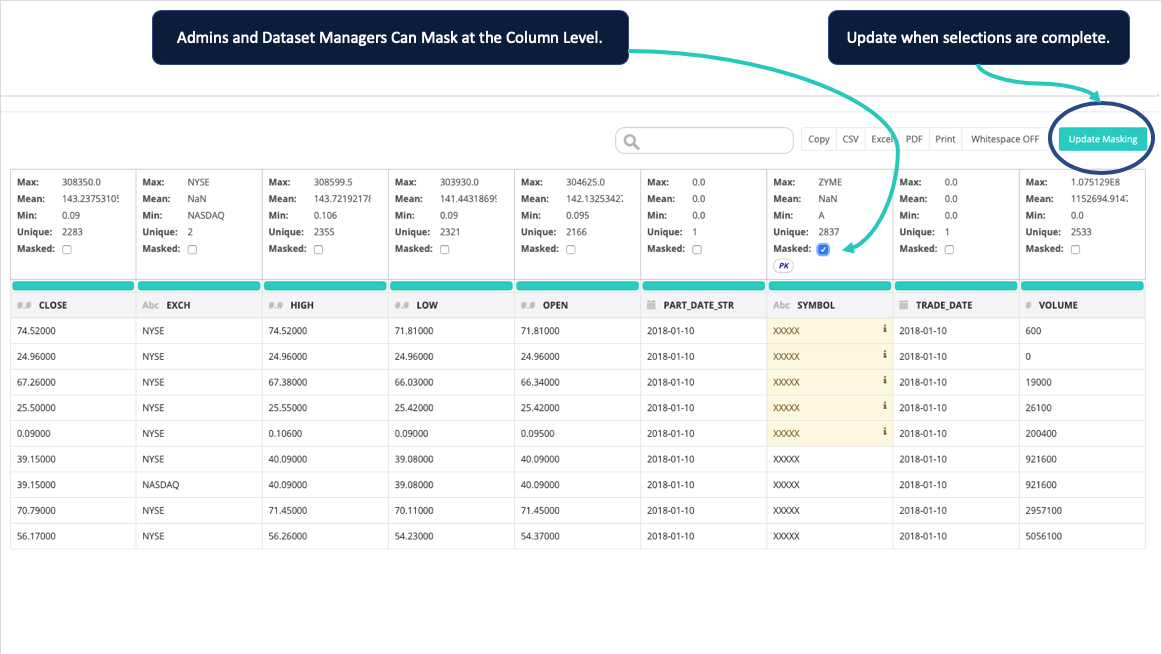 Admins and Dataset Managers Can Mask at the Column Level.
Update when selections are complete.
Copy CSV Excel PDF Print Whitespace OFF Update Masking
Max: 308350.0 Max: NYSE Max: 308599.5 Max: 303930.0 Max: 304625.0 Max: 0.0 Max: ZYME Max: 0.0 Max: 1.075129E8
Mean: 143.23753105 Mean: NaN Mean: 143.72192178 Mean: 141.44318695 Mean: 142.13253427 Mean: 0.0 Mean: NaN Mean: 0.0 Mean: 1152694.9147
Min: 0.09 Min: NASDAQ Min: 0.106 Min: 0.09 Min: 0.095 Min: 0.0 Min: A Min: 0.0 Min: 0.0
Unique: 2283 Unique: 2 Unique: 2355 Unique: 2321 Unique: 2166 Unique: 1 Unique: 2837 Unique: 1 Unique: 2533
Masked: Masked: Masked: Masked: Masked: Masked: Masked: Masked: Masked:
PK
#.# CLOSE Abc EXCH #.# HIGH #.# LOW #.# OPEN PART_DATE_STR Abc SYMBOL TRADE_DATE # VOLUME
74.52000 NYSE 74.52000 71.81000 71.81000 2018-01-10 XXXXX i 2018-01-10 600
24.96000 NYSE 24.96000 24.96000 24.96000 2018-01-10 XXXXX i 2018-01-10 0
67.26000 NYSE 67.38000 66.03000 66.34000 2018-01-10 XXXXX i 2018-01-10 19000
25.50000 NYSE 25.55000 25.42000 25.42000 2018-01-10 XXXXX i 2018-01-10 26100
0.09000 NYSE 0.10600 0.09000 0.09500 2018-01-10 XXXXX i 2018-01-10 200400
39.15000 NYSE 40.09000 39.08000 40.09000 2018-01-10 XXXXX 2018-01-10 921600
39.15000 NASDAQ 40.09000 39.08000 40.09000 2018-01-10 XXXXX 2018-01-10 921600
70.79000 NYSE 71.45000 70.11000 71.45000 2018-01-10 XXXXX 2018-01-10 2957100
56.17000 NYSE 56.26000 54.23000 54.37000 2018-01-10 XXXXX 2018-01-10 5056100